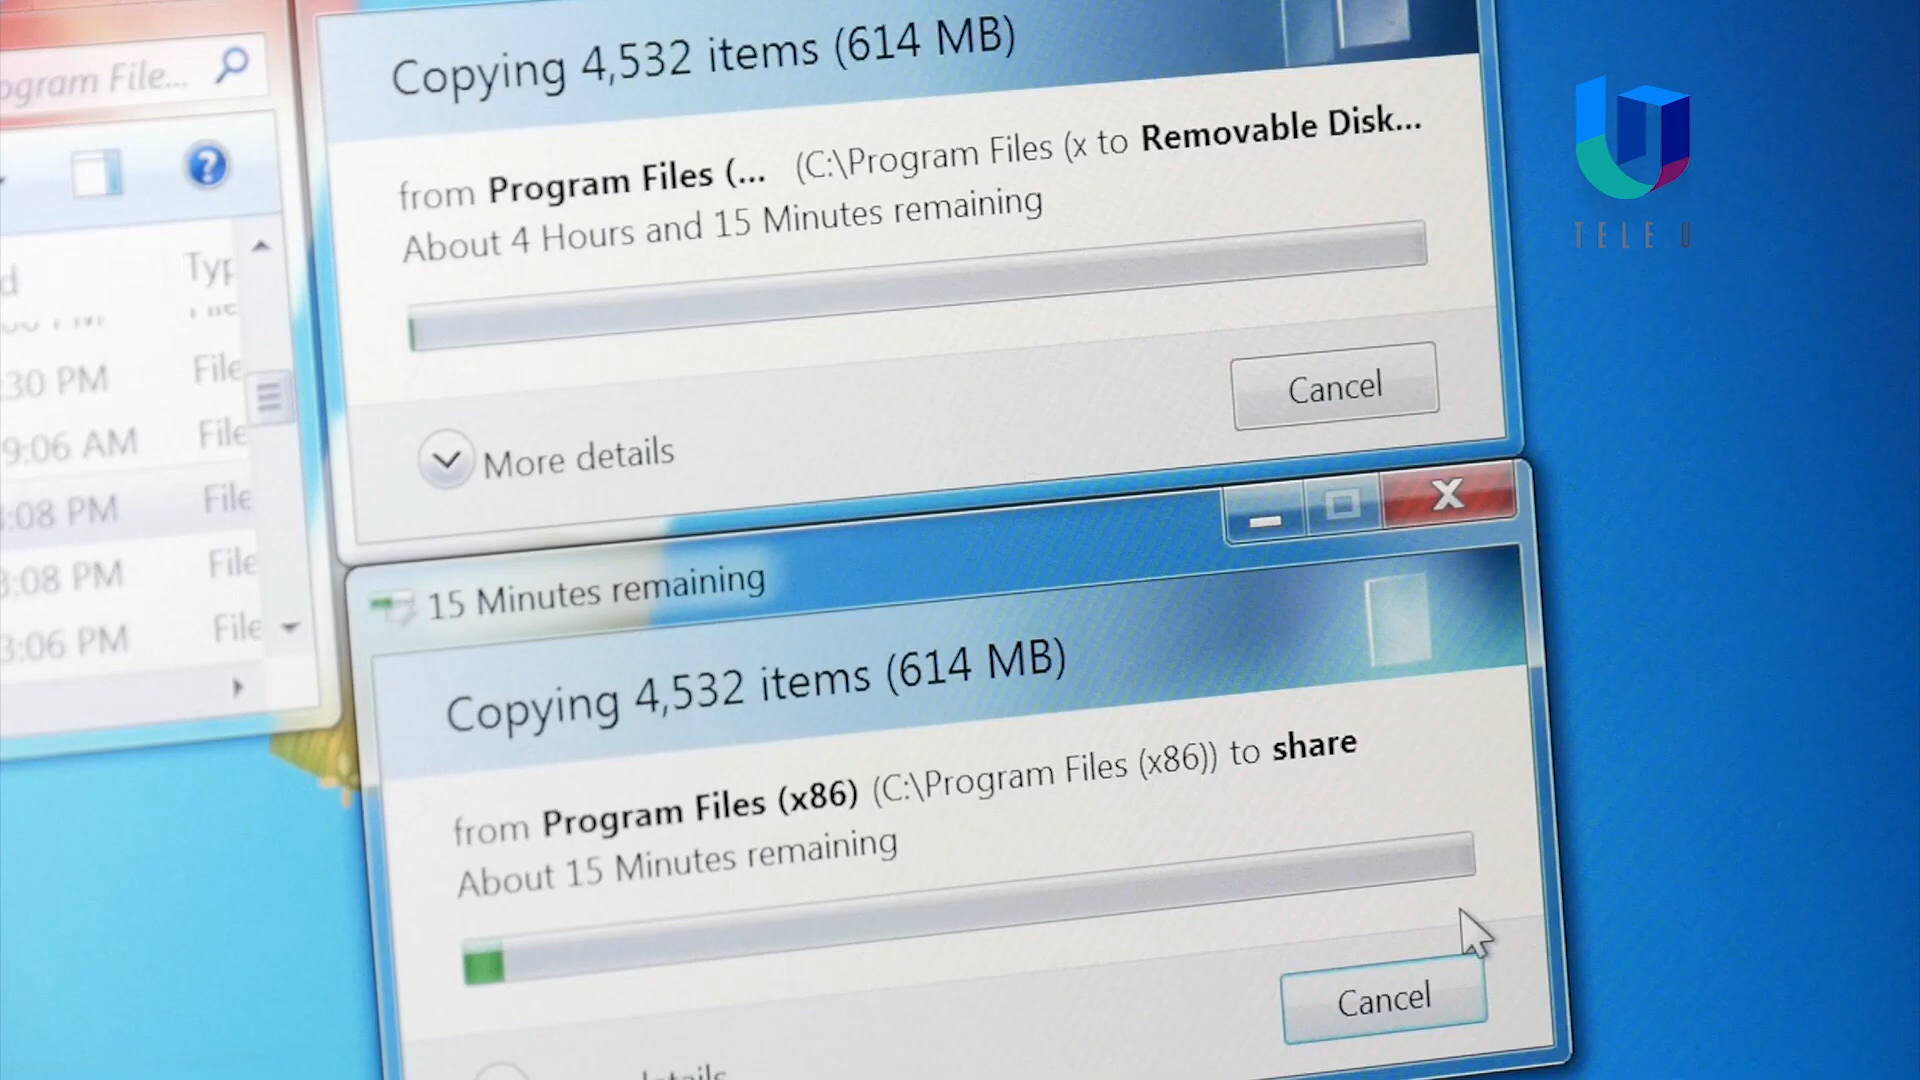 ogram File...
Copying 4,532 items (614 MB)
from Program Files (... (C:\Program Files (x to Removable Disk...
About 4 Hours and 15 Minutes remaining
Cancel
More details
TELE U
d
Typ
:30 PM File
9:06 AM File
:08 PM File
3:08 PM File
3:06 PM File
15 Minutes remaining
Copying 4,532 items (614 MB)
from Program Files (x86) (C:\Program Files (x86)) to share
About 15 Minutes remaining
Cancel